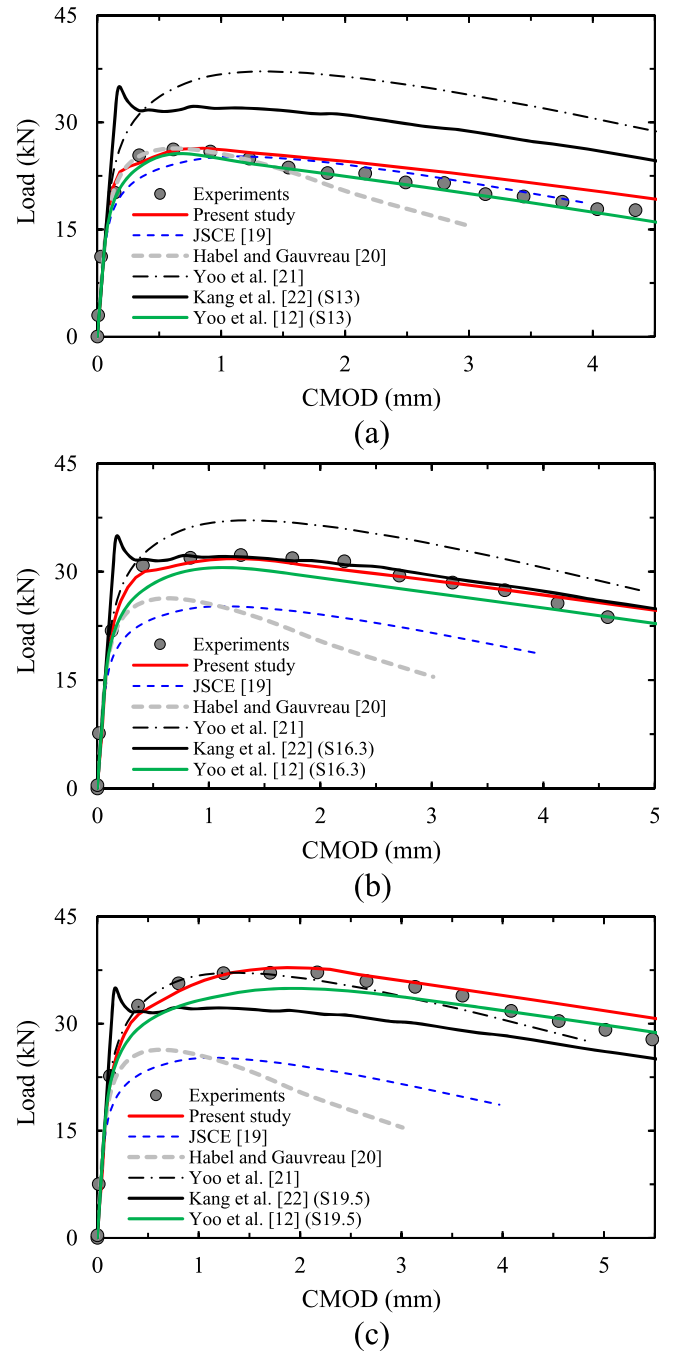 45
30
15
0
Load (kN)
Experiments
Present study
JSCE [19]
Habel and Gauvreau [20]
Yoo et al. [21]
Kang et al. [22] (S13)
Yoo et al. [12] (S13)
0 1 2 3 4
CMOD (mm)
(a)
45
30
15
0
Load (kN)
Experiments
Present study
JSCE [19]
Habel and Gauvreau [20]
Yoo et al. [21]
Kang et al. [22] (S16.3)
Yoo et al. [12] (S16.3)
0 1 2 3 4 5
CMOD (mm)
(b)
45
30
15
0
Load (kN)
Experiments
Present study
JSCE [19]
Habel and Gauvreau [20]
Yoo et al. [21]
Kang et al. [22] (S19.5)
Yoo et al. [12] (S19.5)
0 1 2 3 4 5
CMOD (mm)
(c)